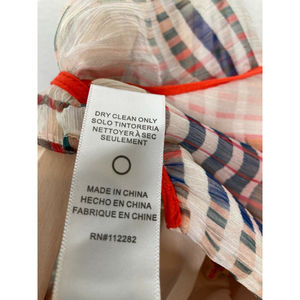 DRY CLEAN ONLY
SOLO TINTORERIA
NETTOYER À SEC
SEULEMENT
MADE IN CHINA
HECHO EN CHINA
FABRIQUE EN CHINE
RN#112282